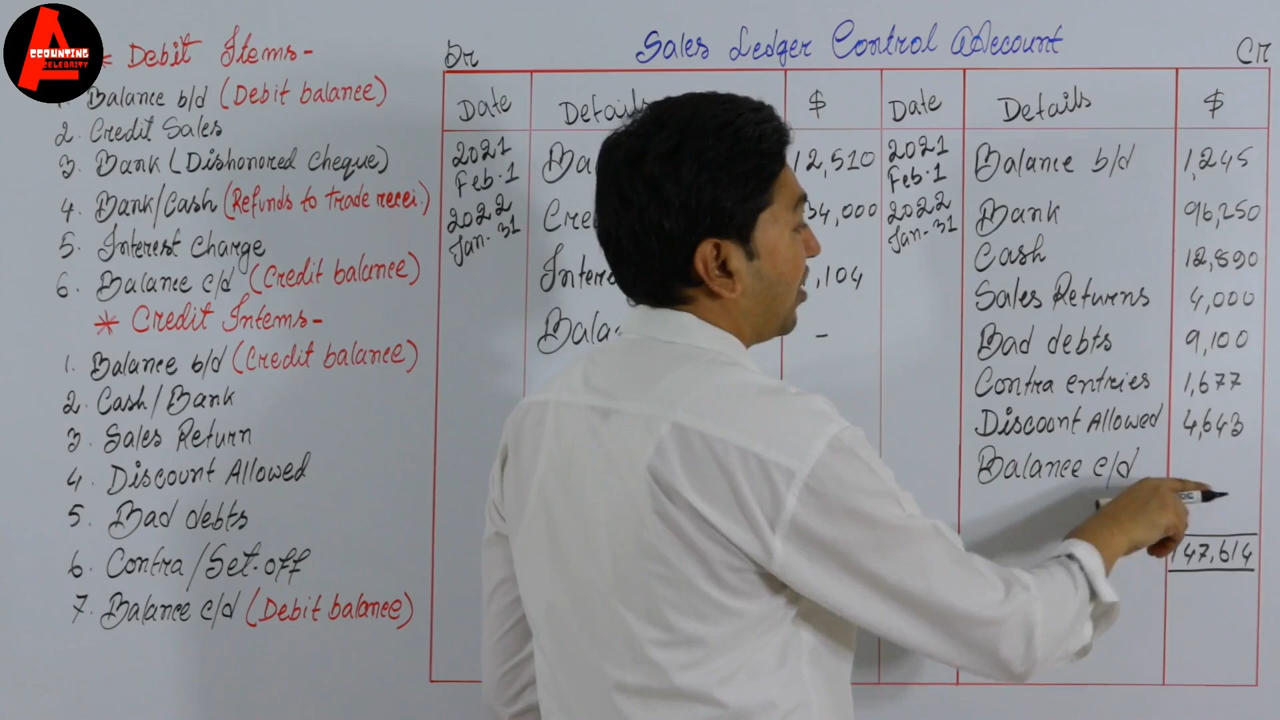 ACCOUNTING
CELEBRITY
* Debit Items-
1. Balance b/d (Debit balance)
2. Credit Sales
3. Bank (Dishonored Cheque)
4. Bank/Cash (Refunds to trade recei.)
5. Interest Charge
6. Balance c/d (Credit balance)
* Credit Intems-
1. Balance b/d (Credit balance)
2. Cash/Bank
3. Sales Return
4. Discount Allowed
5. Bad debts
6. Contra/Set-off
7. Balance c/d (Debit balance)
Dr Sales Ledger Control Account Cr
Date Details $ Date Details $
2021 Feb.1 12,510 2021 Feb.1 Balance b/d 1,245
2022 Jan-31 34,000 2022 Jan-31 Bank 96,250
Cash 12,890
,104 Sales Returns 4,000
- Bad debts 9,100
Contra entries 1,677
Discount Allowed 4,643
Balance c/d
147,614